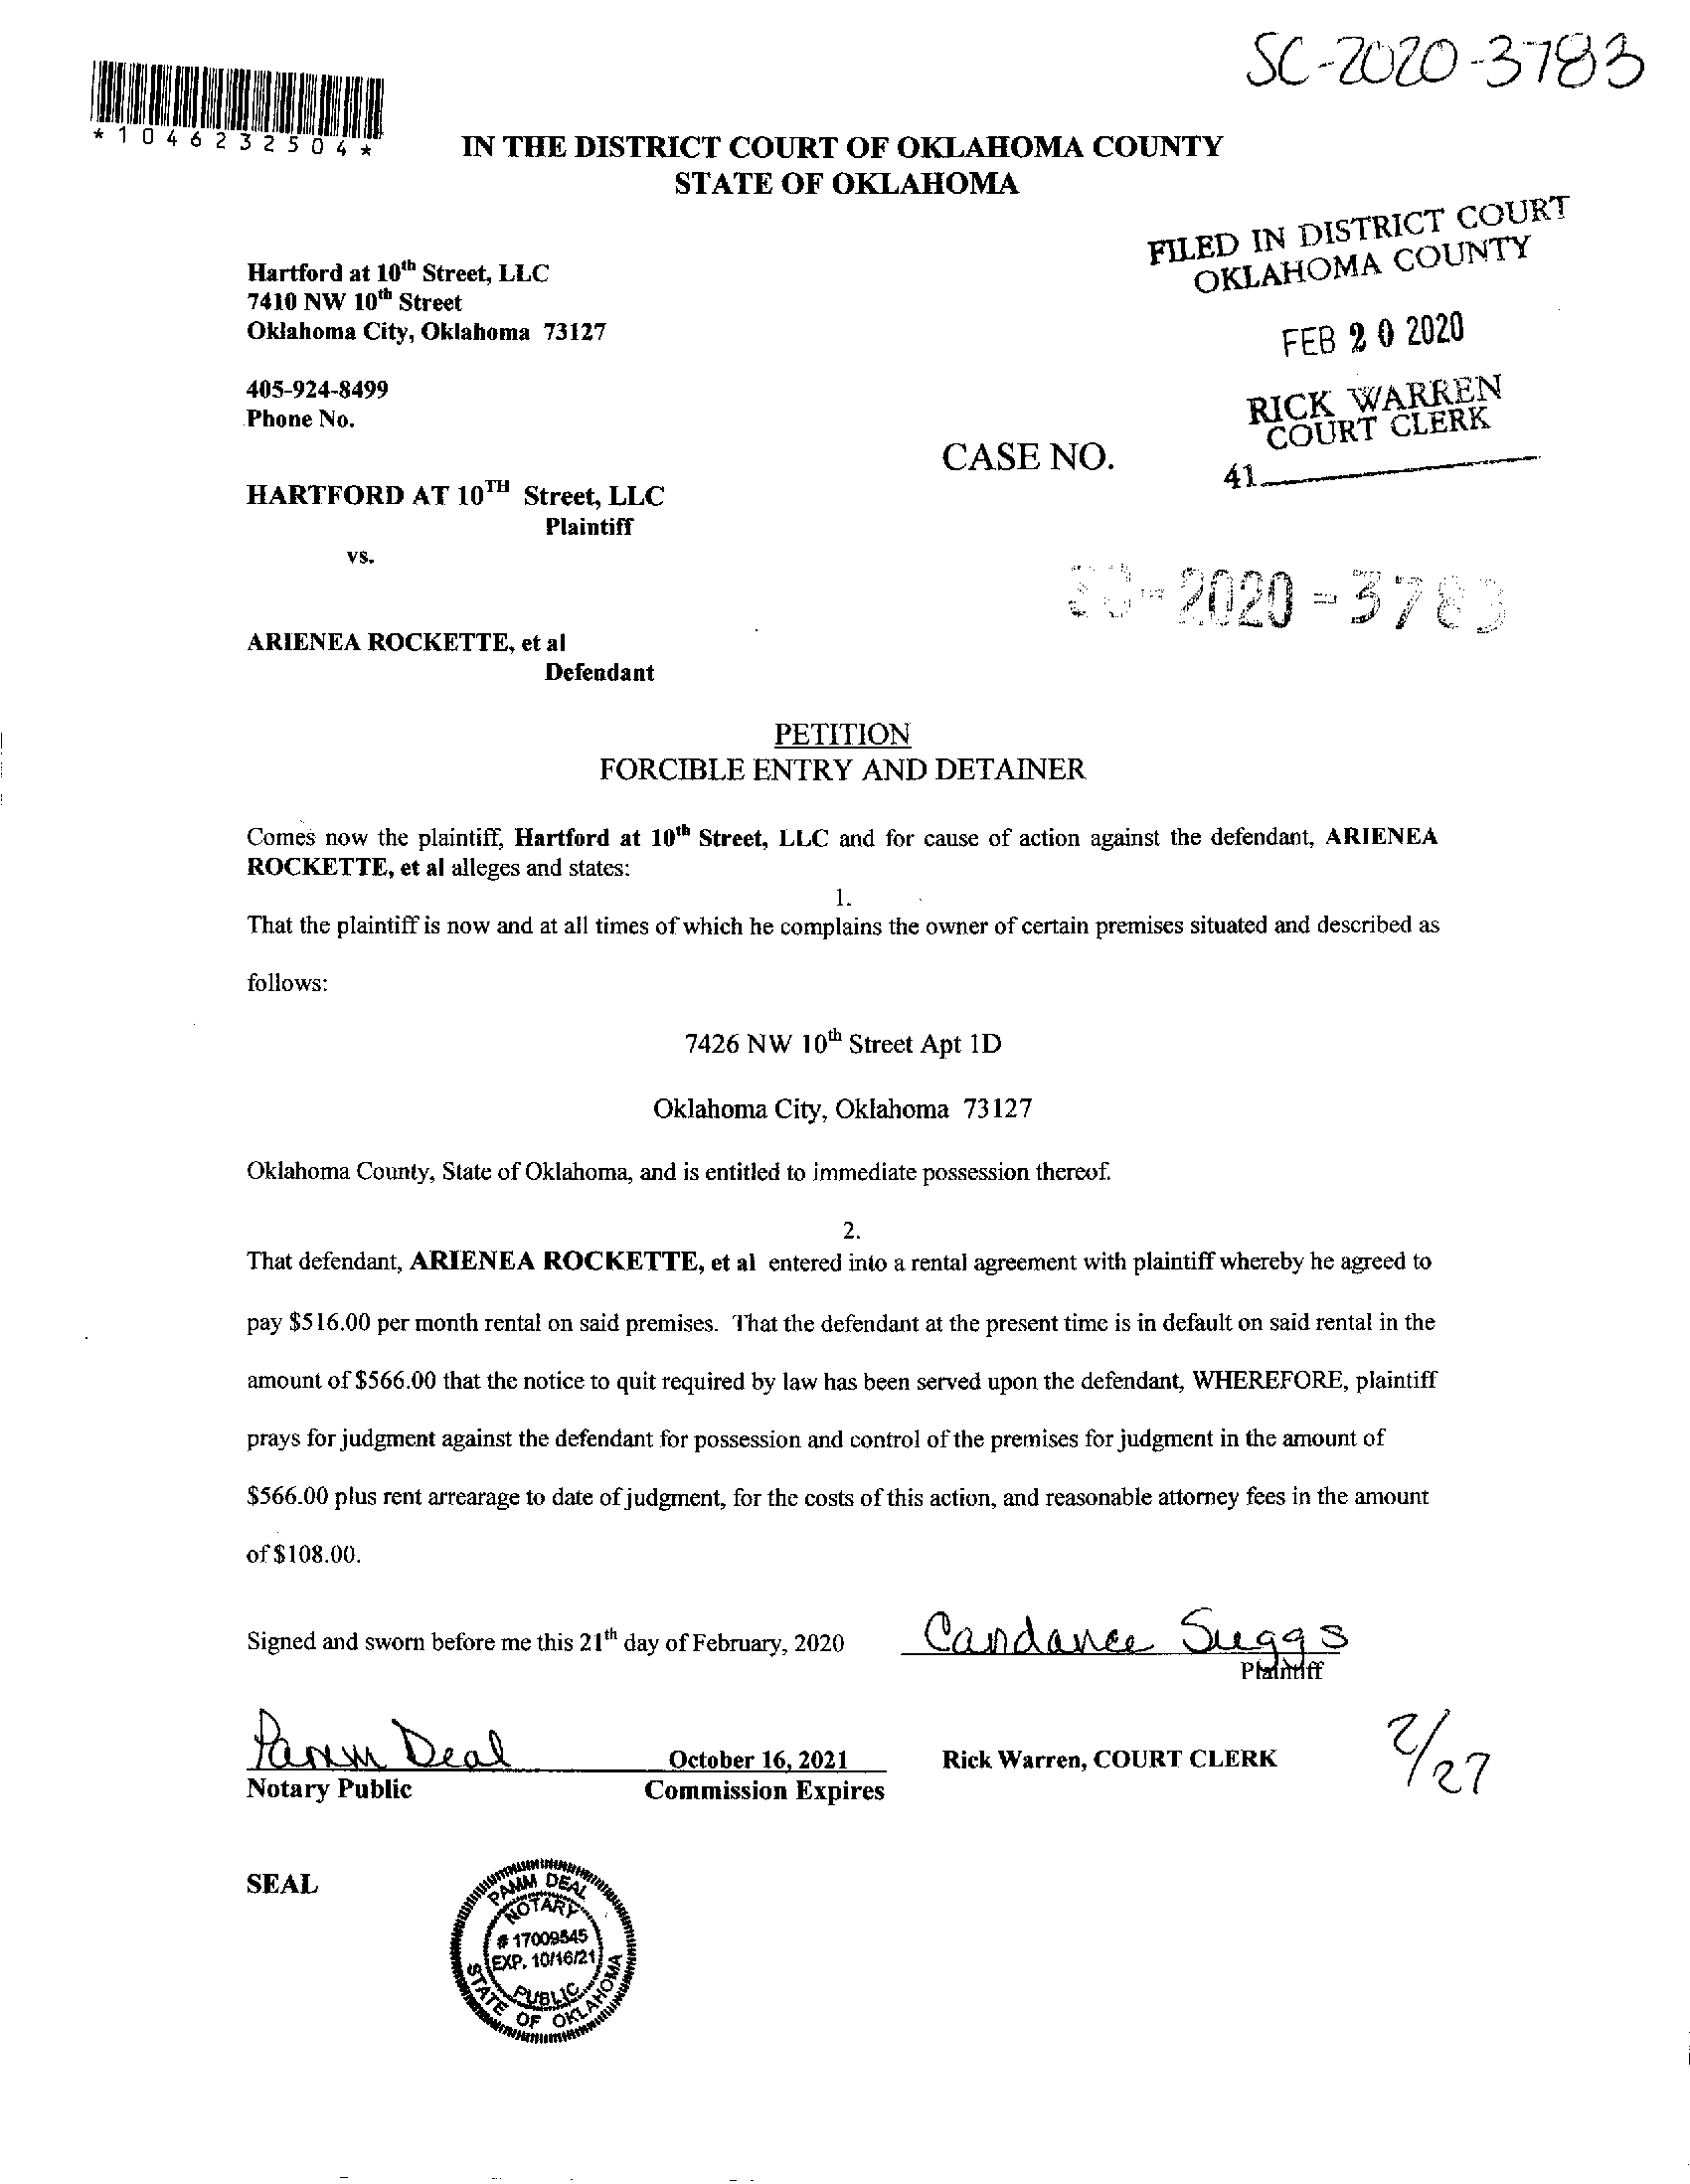 SC-2020-3783
*1046232504*
IN THE DISTRICT COURT OF OKLAHOMA COUNTY
STATE OF OKLAHOMA
FILED IN DISTRICT COURT
OKLAHOMA COUNTY
Hartford at 10th Street, LLC
7410 NW 10th Street
Oklahoma City, Oklahoma 73127
FEB 20 2020
405-924-8499
Phone No.
RICK WARREN
COURT CLERK
CASE NO.
41
HARTFORD AT 10TH Street, LLC
Plaintiff
vs.
SC-2020-3783
ARIENEA ROCKETTE, et al
Defendant
PETITION
FORCIBLE ENTRY AND DETAINER
Comes now the plaintiff, Hartford at 10th Street, LLC and for cause of action against the defendant, ARIENEA
ROCKETTE, et al alleges and states:
1.
That the plaintiff is now and at all times of which he complains the owner of certain premises situated and described as
follows:
7426 NW 10th Street Apt 1D
Oklahoma City, Oklahoma 73127
Oklahoma County, State of Oklahoma, and is entitled to immediate possession thereof.
2.
That defendant, ARIENEA ROCKETTE, et al entered into a rental agreement with plaintiff whereby he agreed to
pay $516.00 per month rental on said premises. That the defendant at the present time is in default on said rental in the
amount of $566.00 that the notice to quit required by law has been served upon the defendant, WHEREFORE, plaintiff
prays for judgment against the defendant for possession and control of the premises for judgment in the amount of
$566.00 plus rent arrearage to date of judgment, for the costs of this action, and reasonable attorney fees in the amount
of $108.00.
Signed and sworn before me this 21th day of February, 2020
Candance Suggs
Plaintiff
Pamm Deal
October 16, 2021
Rick Warren, COURT CLERK
2/27
Notary Public
Commission Expires
SEAL
PAMM DEAL
NOTARY
# 17009545
EXP. 10/16/21
PUBLIC
STATE OF OKLAHOMA